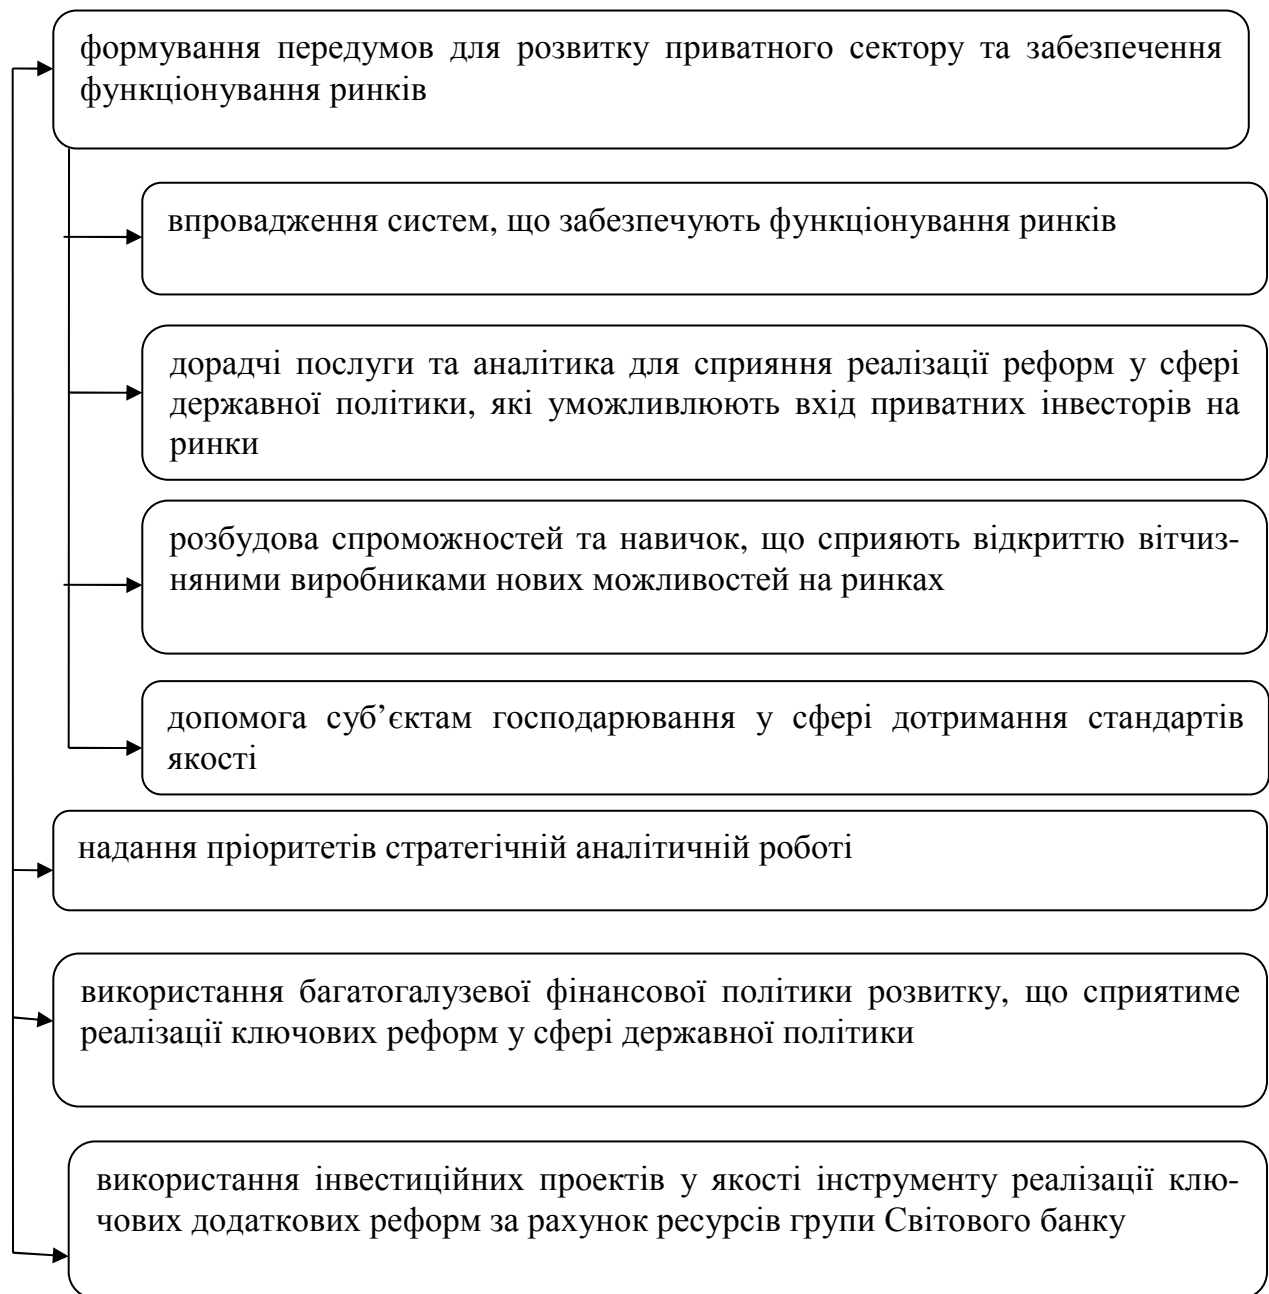 формування передумов для розвитку приватного сектору та забезпечення
функціонування ринків
впровадження систем, що забезпечують функціонування ринків
дорадчі послуги та аналітика для сприяння реалізації реформ у сфері
державної політики, які уможливлюють вхід приватних інвесторів на
ринки
розбудова спроможностей та навичок, що сприяють відкриттю вітчиз-
няними виробниками нових можливостей на ринках
допомога суб’єктам господарювання у сфері дотримання стандартів
якості
надання пріоритетів стратегічній аналітичній роботі
використання багатогалузевої фінансової політики розвитку, що сприятиме
реалізації ключових реформ у сфері державної політики
використання інвестиційних проектів у якості інструменту реалізації клю-
чових додаткових реформ за рахунок ресурсів групи Світового банку